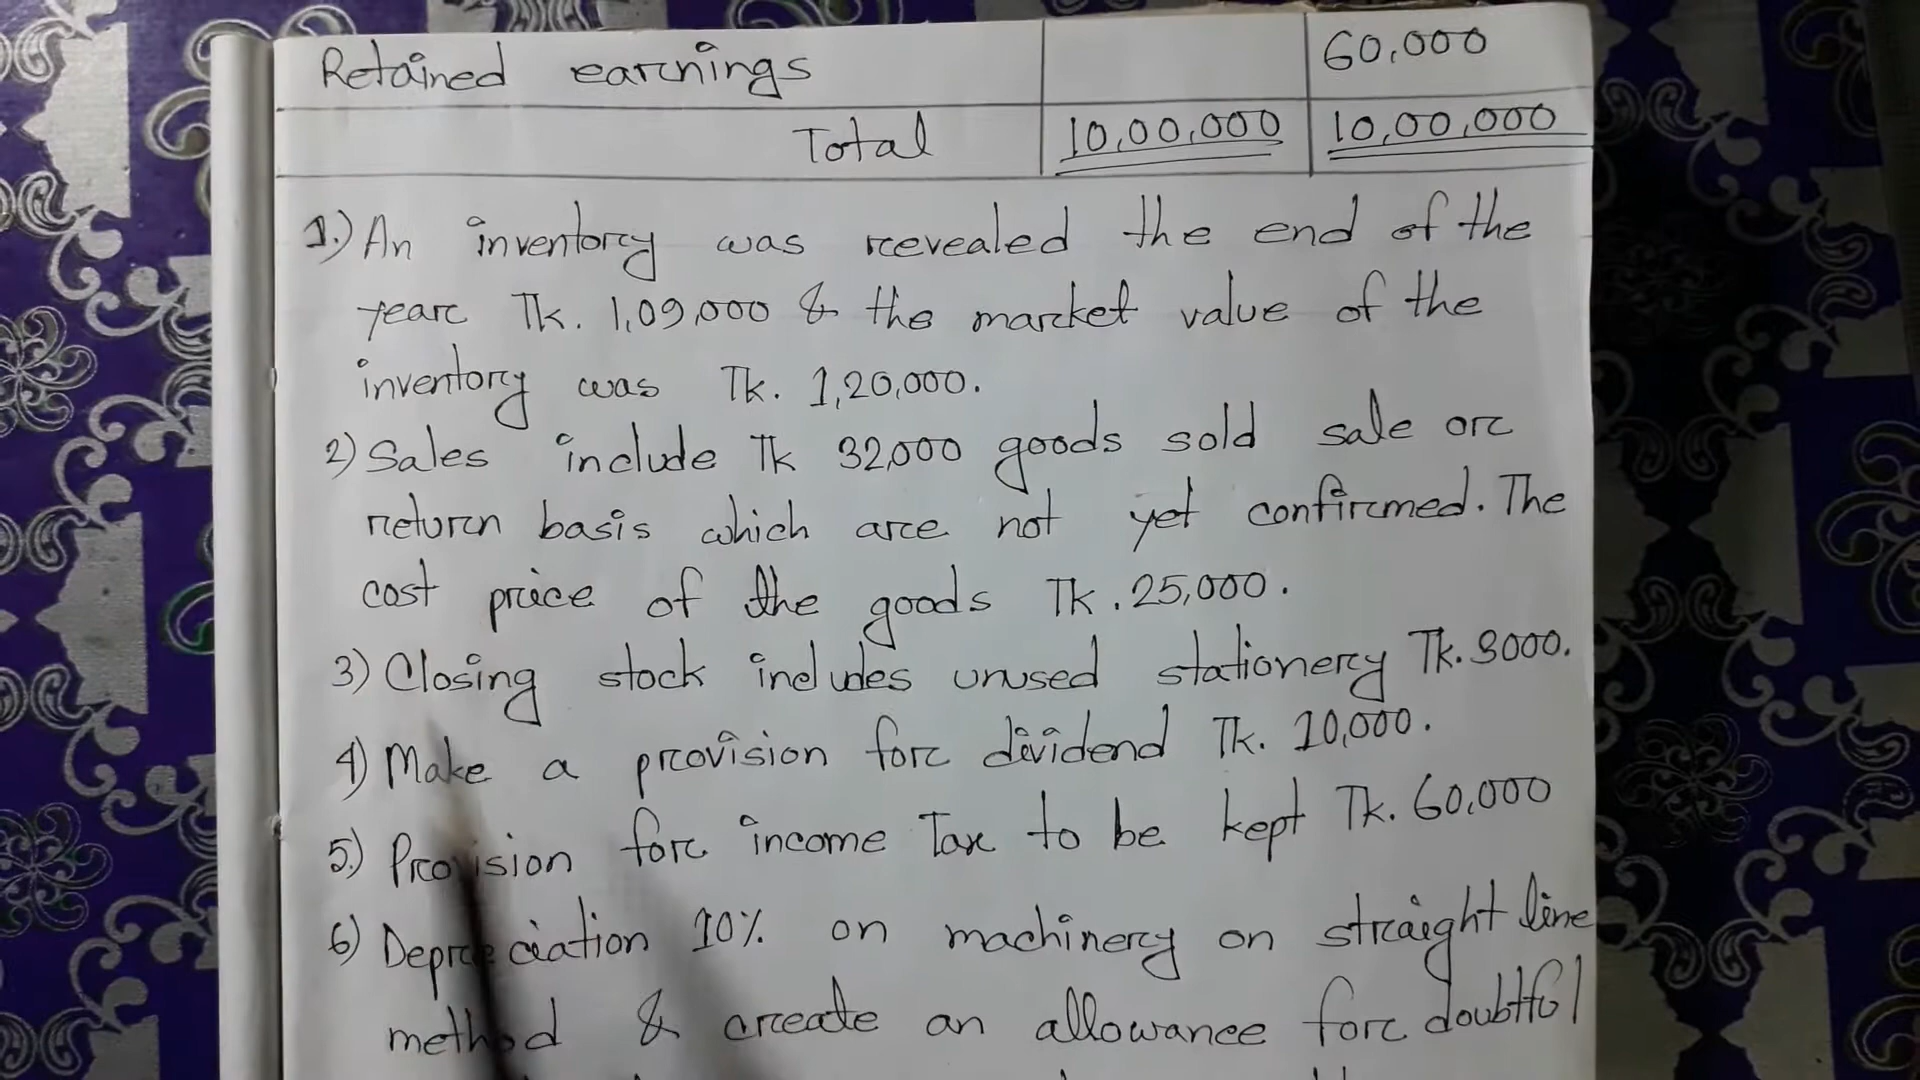 Retained earnings 60,000
Total 10,00,000 10,00,000
1.) An inventory was revealed the end of the
year Tk. 1,09,000 & the market value of the
inventory was Tk. 1,20,000.
2) Sales include Tk 32,000 goods sold sale or
return basis which are not yet confirmed. The
cost price of the goods Tk. 25,000.
3) Closing stock includes unused stationery Tk. 3000.
4) Make a provision for dividend Tk. 10,000.
5.) Provision for income Tax to be kept Tk. 60,000
6) Depreciation 10% on machinery on straight line
method & create an allowance for doubtful